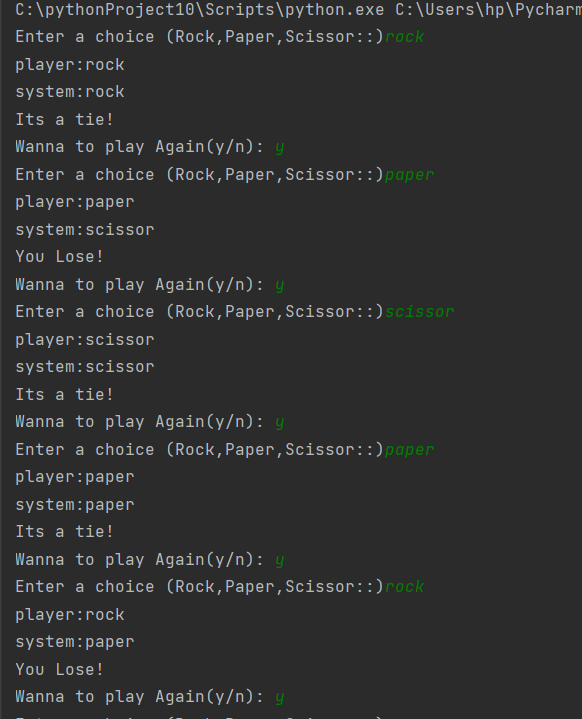 C:\pythonProject10\Scripts\python.exe C:\Users\hp\Pycharm
Enter a choice (Rock,Paper,Scissor::)rock
player:rock
system:rock
Its a tie!
Wanna to play Again(y/n): y
Enter a choice (Rock,Paper,Scissor::)paper
player:paper
system:scissor
You Lose!
Wanna to play Again(y/n): y
Enter a choice (Rock,Paper,Scissor::)scissor
player:scissor
system:scissor
Its a tie!
Wanna to play Again(y/n): y
Enter a choice (Rock,Paper,Scissor::)paper
player:paper
system:paper
Its a tie!
Wanna to play Again(y/n): y
Enter a choice (Rock,Paper,Scissor::)rock
player:rock
system:paper
You Lose!
Wanna to play Again(y/n): y